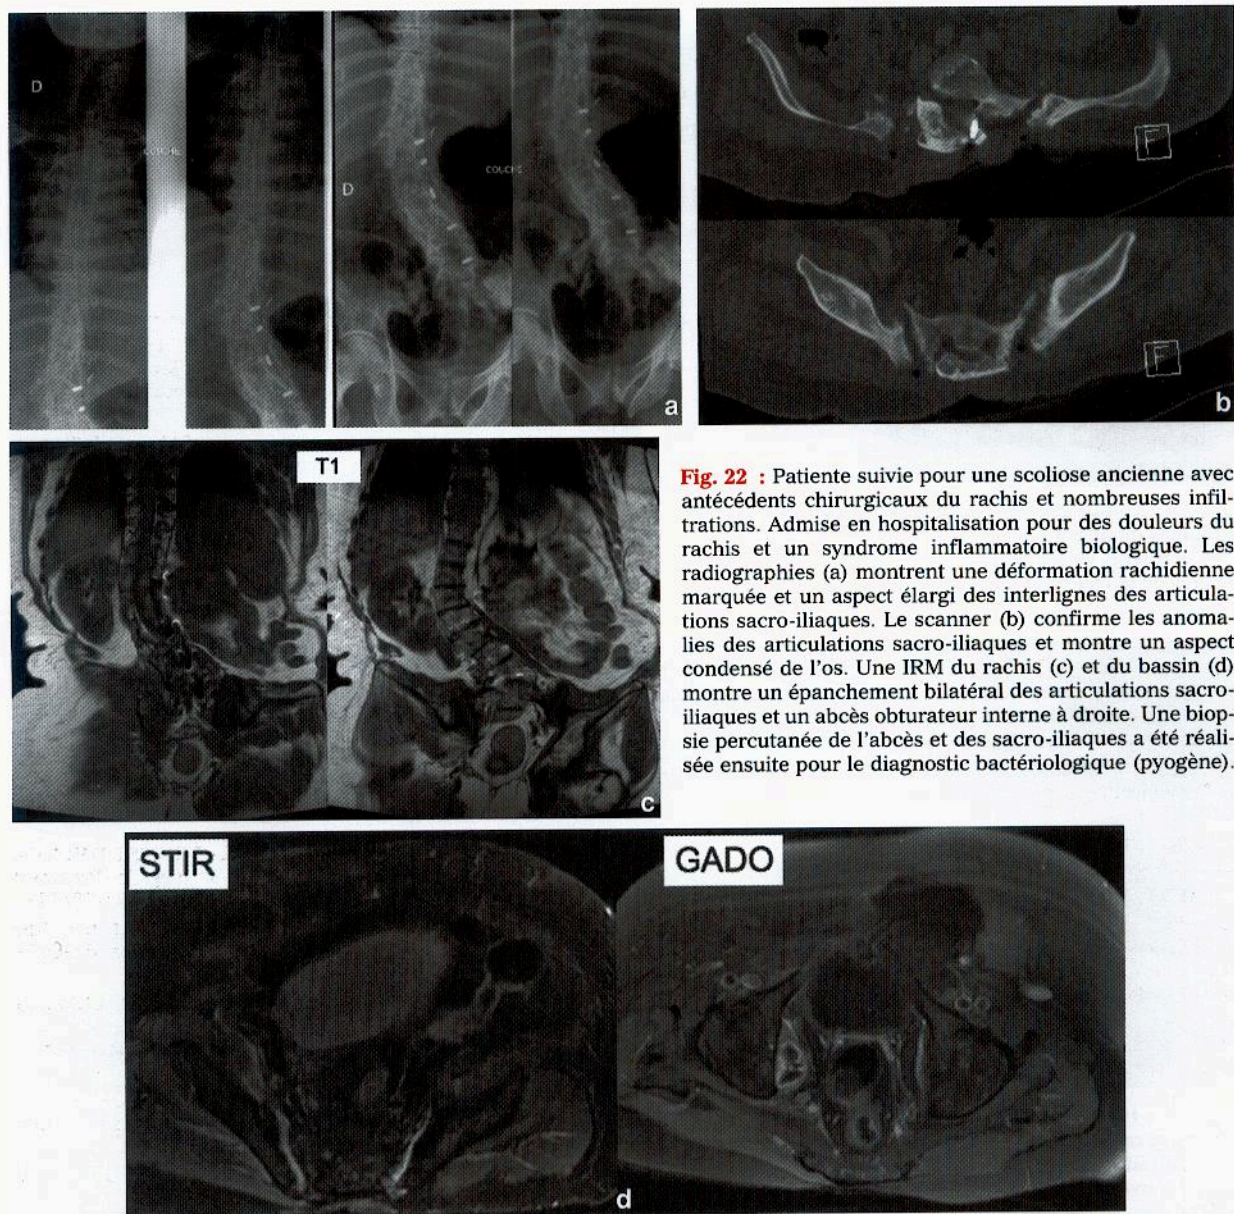 D
COUCHE
D
COUCHE
a
F
F
b
T1
c
Fig. 22 : Patiente suivie pour une scoliose ancienne avec
antécédents chirurgicaux du rachis et nombreuses infil-
trations. Admise en hospitalisation pour des douleurs du
rachis et un syndrome inflammatoire biologique. Les
radiographies (a) montrent une déformation rachidienne
marquée et un aspect élargi des interlignes des articula-
tions sacro-iliaques. Le scanner (b) confirme les anoma-
lies des articulations sacro-iliaques et montre un aspect
condensé de l'os. Une IRM du rachis (c) et du bassin (d)
montre un épanchement bilatéral des articulations sacro-
iliaques et un abcès obturateur interne à droite. Une biop-
sie percutanée de l'abcès et des sacro-iliaques a été réali-
sée ensuite pour le diagnostic bactériologique (pyogène).
STIR
GADO
d